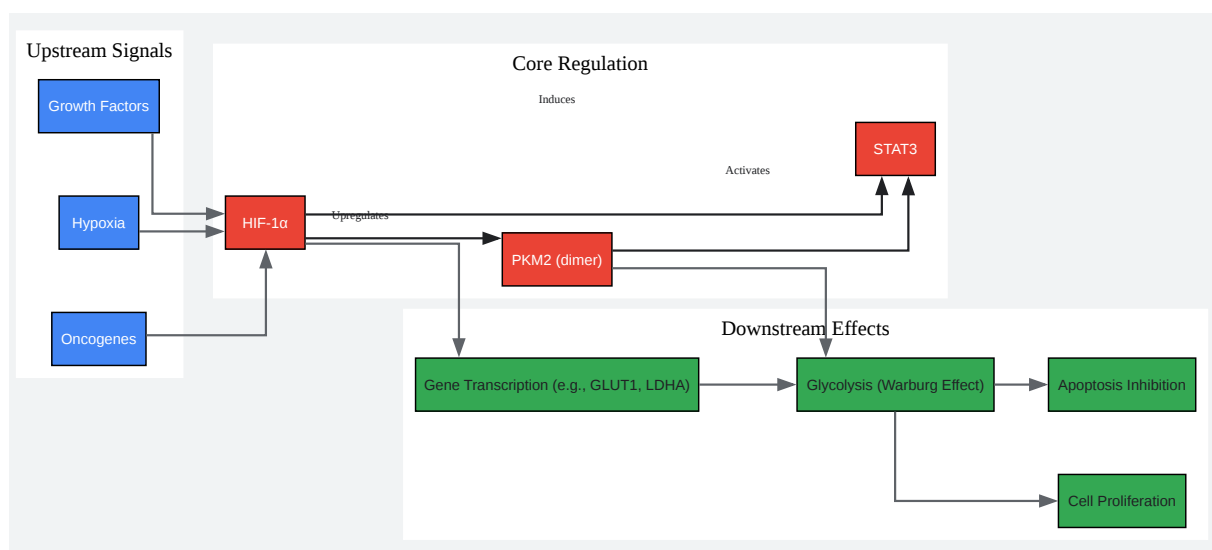 Upstream Signals
Growth Factors
Hypoxia
Oncogenes
Core Regulation
Induces
Activates
STAT3
HIF-1α
Upregulates
PKM2 (dimer)
Downstream Effects
Gene Transcription (e.g., GLUT1, LDHA)
Glycolysis (Warburg Effect)
Apoptosis Inhibition
Cell Proliferation